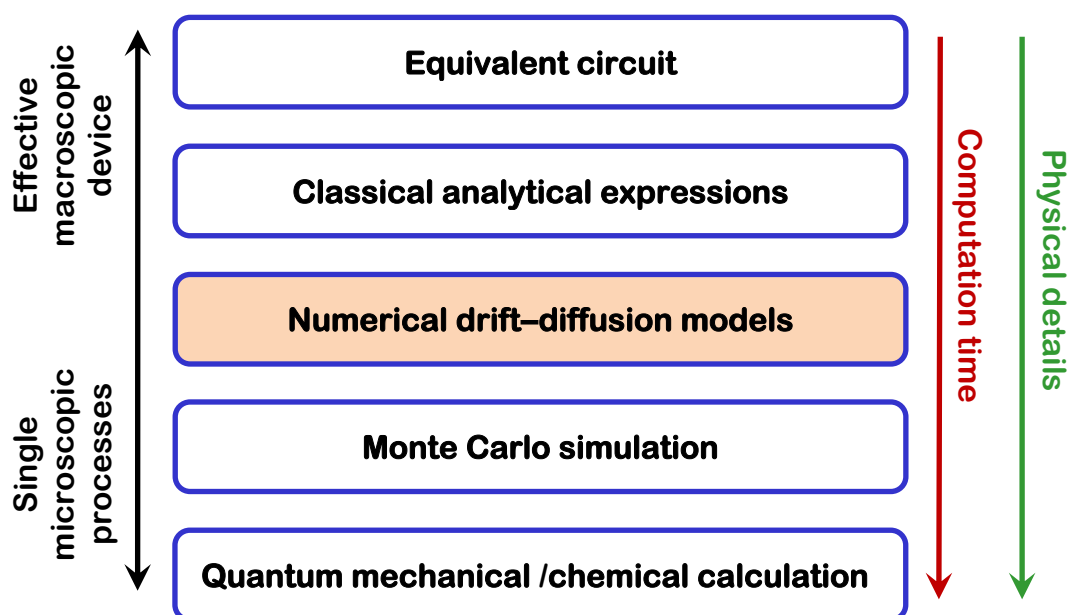 Effective
macroscopic
device
Single
microscopic
processes
Equivalent circuit
Classical analytical expressions
Numerical drift–diffusion models
Monte Carlo simulation
Quantum mechanical /chemical calculation
Computation time
Physical details